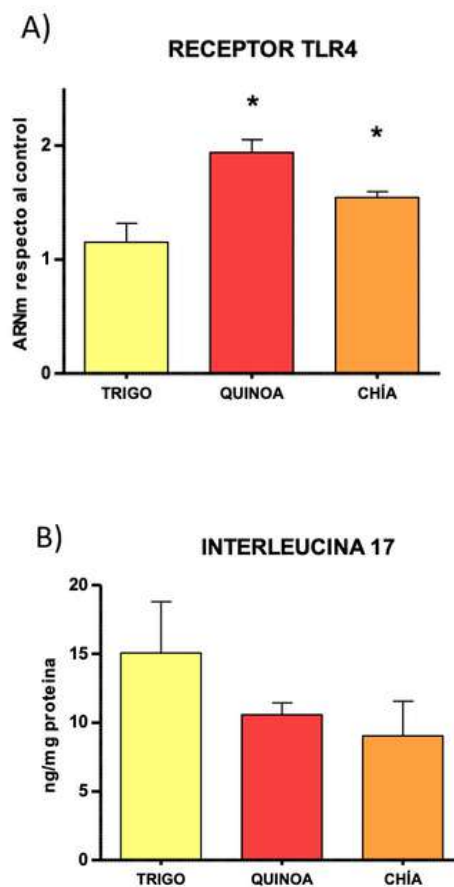 A)
RECEPTOR TLR4
ARNm respecto al control
2
1
0
*
*
TRIGO QUINOA CHÍA
B)
INTERLEUCINA 17
ng/mg proteina
20
15
10
5
0
TRIGO QUINOA CHÍA